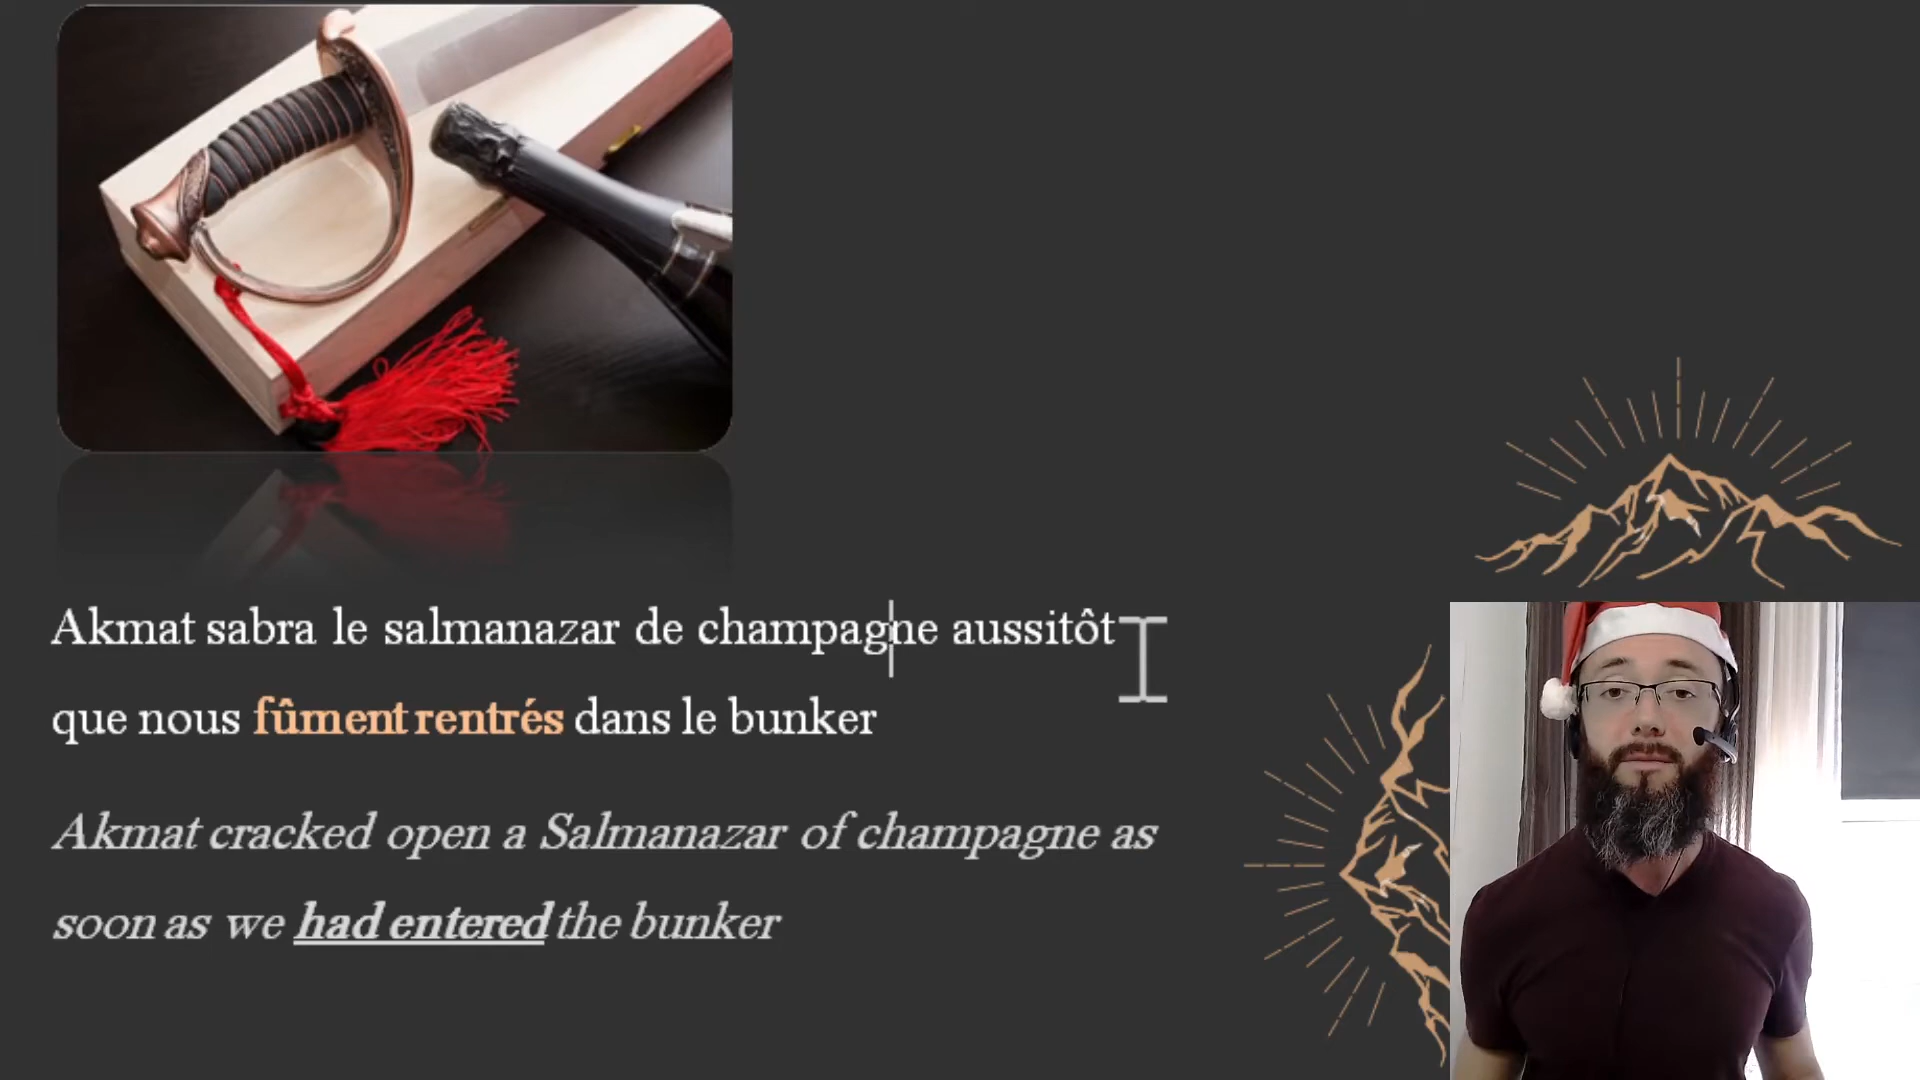 Akmat sabra le salmanazar de champagne aussitôt
que nous fûment rentrés dans le bunker
Akmat cracked open a Salmanazar of champagne as
soon as we had entered the bunker